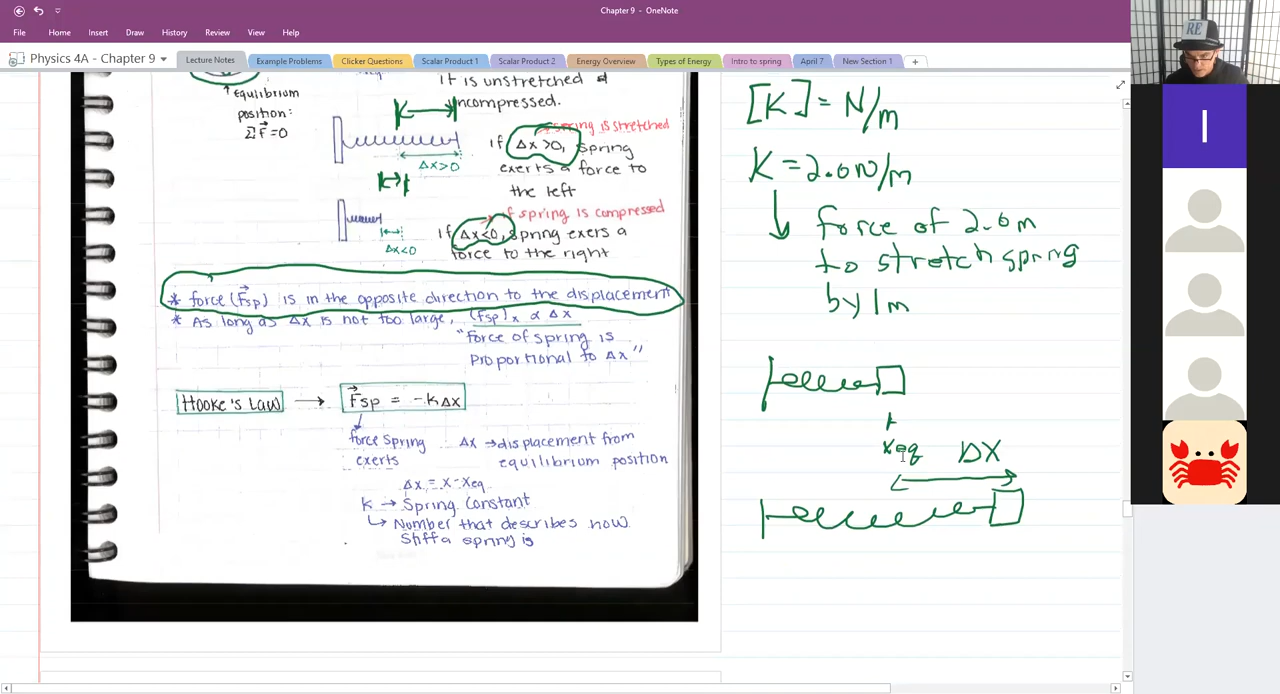 Chapter 9 - OneNote
File Home Insert Draw History Review View Help
Physics 4A - Chapter 9
Lecture Notes Example Problems Clicker Questions Scalar Product 1 Scalar Product 2 Energy Overview Types of Energy Intro to spring April 7 New Section 1 +
RE
I
it is unstretched
uncompressed.
equilibrium
position:
ΣF=0
spring is stretched
if Δx>0, spring
exerts a force to
the left
Δx>0
if spring is compressed
if Δx<0, spring exers a
force to the right
Δx<0
* force (Fsp) is in the opposite direction to the displacement
* As long as Δx is not too large, (Fsp)x ∝ Δx
"Force of spring is
proportional to Δx"
Hooke's Law → Fsp = -kΔx
force spring
exerts
Δx → displacement from
equilibrium position
Δx = x - xeq
K → Spring Constant
↳ Number that describes how
stiff a spring is
[K] = N/m
K = 2.0N/m
↓ force of 2.0m
to stretch spring
by 1m
xeq
ΔX